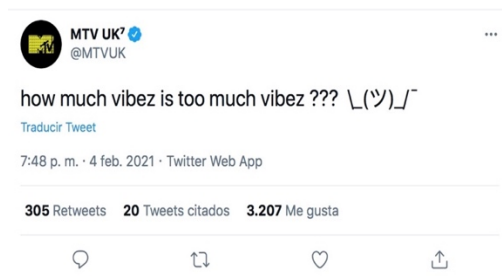 MTV UK⁷
@MTVUK
how much vibez is too much vibez ??? ╰_(ツ)_/¯
Traducir Tweet
7:48 p. m. · 4 feb. 2021 · Twitter Web App
305 Retweets 20 Tweets citados 3.207 Me gusta